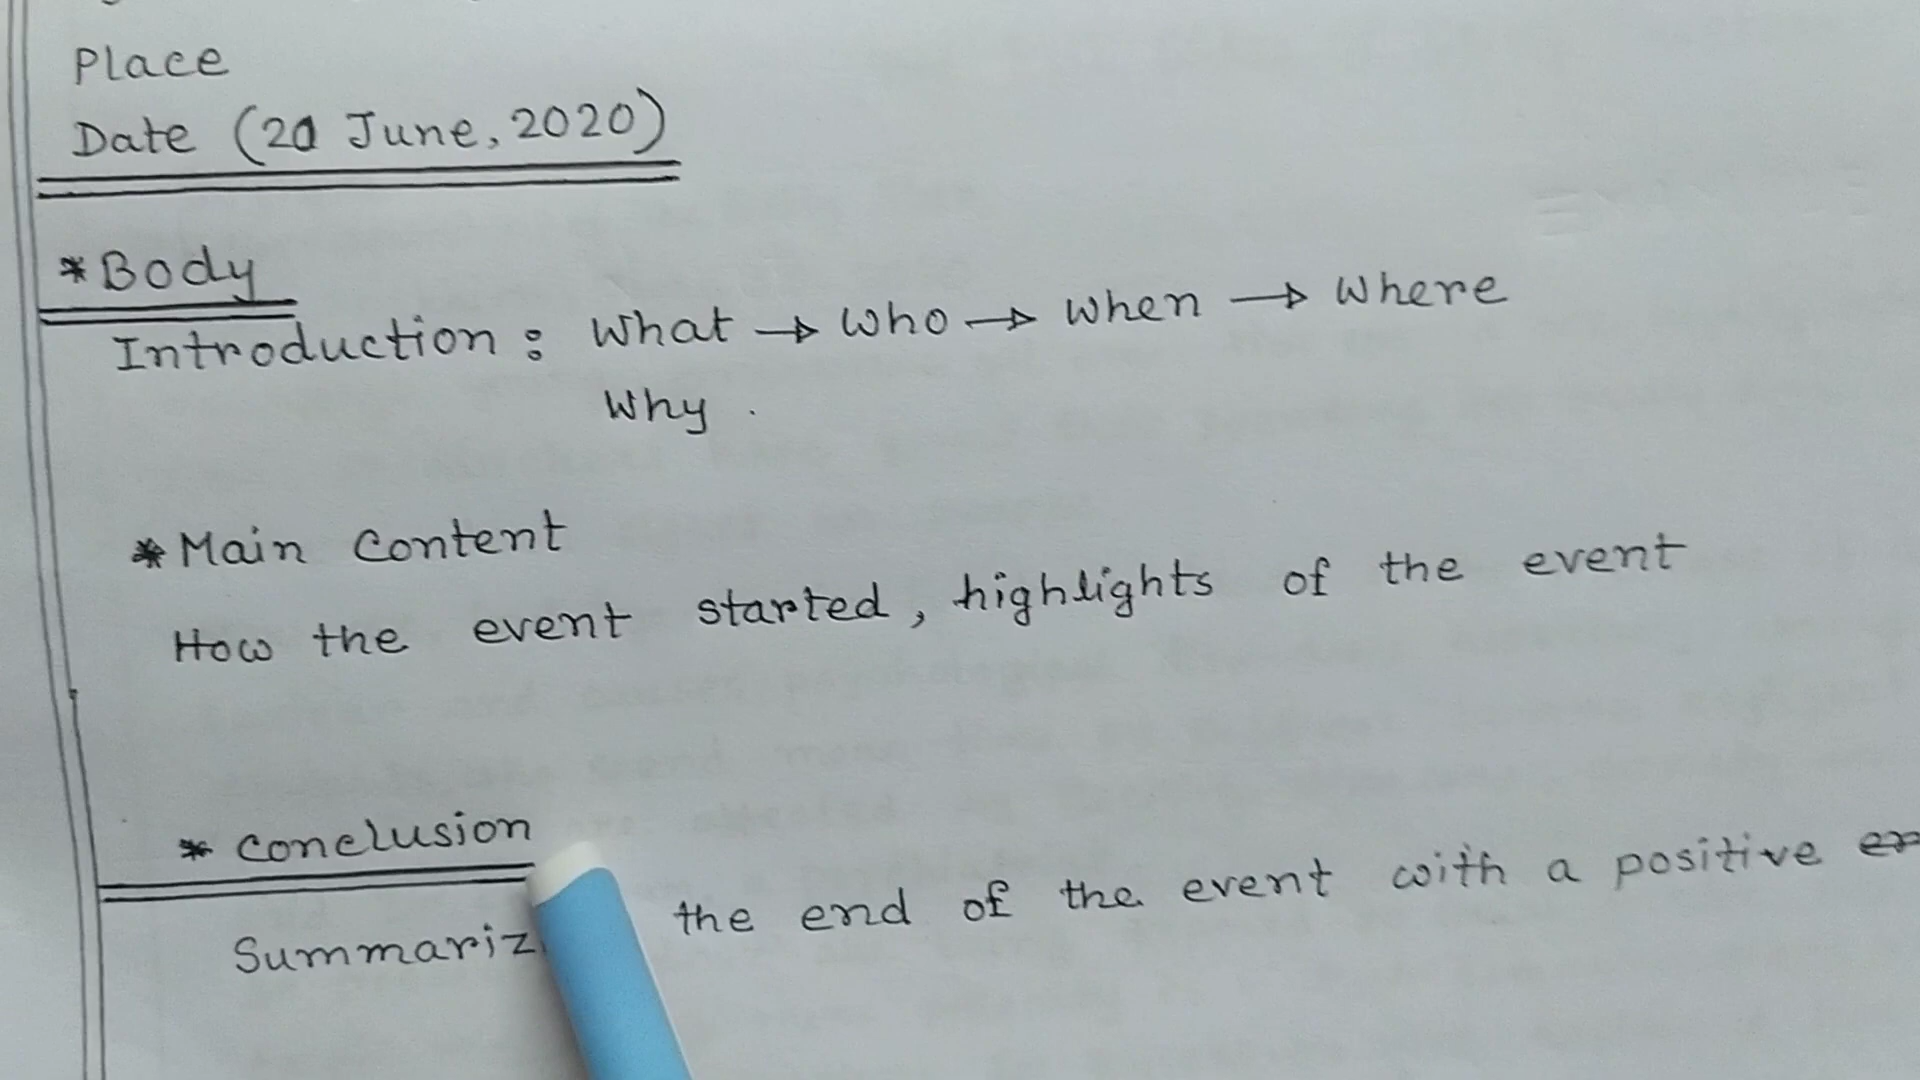 Place
Date (20 June, 2020)
*Body
Introduction: What → Who → When → Where
Why.
*Main Content
How the event started, highlights of the event
* Conclusion
the end of the event with a positive